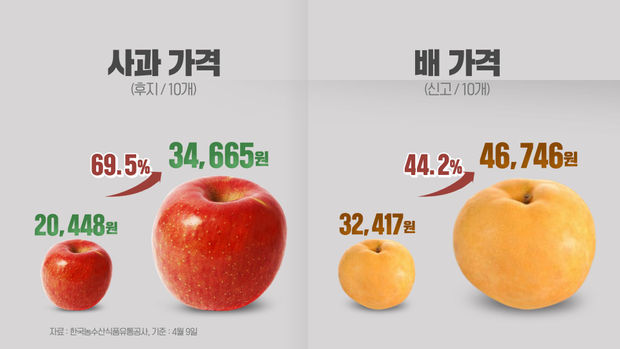 사과 가격
(후지 / 10개)
69.5%
34,665원
20,448원
배 가격
(신고 / 10개)
44.2%
46,746원
32,417원
자료 : 한국농수산식품유통공사, 기준 : 4월 9일